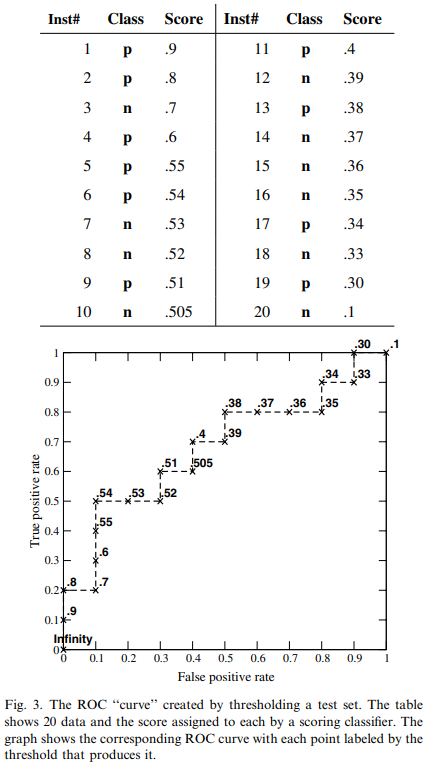 Inst# Class Score Inst# Class Score
1 p .9 11 p .4
2 p .8 12 n .39
3 n .7 13 p .38
4 p .6 14 n .37
5 p .55 15 n .36
6 p .54 16 n .35
7 n .53 17 p .34
8 n .52 18 n .33
9 p .51 19 p .30
10 n .505 20 n .1
.30 .1
1
.34 .33
0.9
.38 .37 .36 .35
0.8
.4 .39
0.7
.51 .505
0.6
.54 .53 .52
0.5
.55
0.4
.6
0.3
.8 .7
0.2
.9
0.1
Infinity
0
True positive rate
0 0.1 0.2 0.3 0.4 0.5 0.6 0.7 0.8 0.9 1
False positive rate
Fig. 3. The ROC “curve” created by thresholding a test set. The table
shows 20 data and the score assigned to each by a scoring classifier. The
graph shows the corresponding ROC curve with each point labeled by the
threshold that produces it.